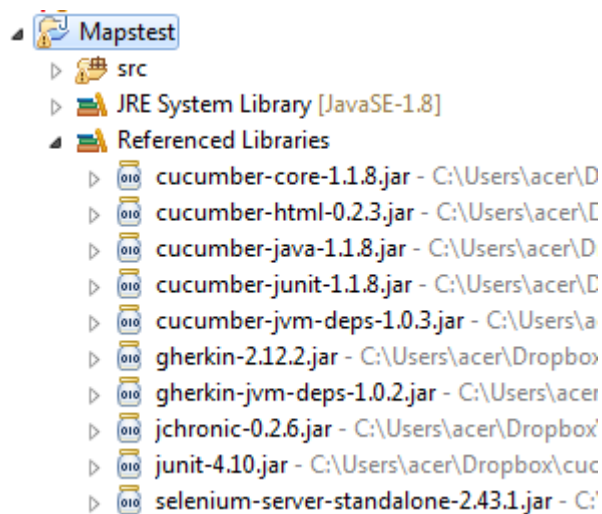 Mapstest
src
JRE System Library [JavaSE-1.8]
Referenced Libraries
cucumber-core-1.1.8.jar - C:\Users\acer\D
cucumber-html-0.2.3.jar - C:\Users\acer\D
cucumber-java-1.1.8.jar - C:\Users\acer\D
cucumber-junit-1.1.8.jar - C:\Users\acer\D
cucumber-jvm-deps-1.0.3.jar - C:\Users\a
gherkin-2.12.2.jar - C:\Users\acer\Dropbox
gherkin-jvm-deps-1.0.2.jar - C:\Users\acer
jchronic-0.2.6.jar - C:\Users\acer\Dropbox\
junit-4.10.jar - C:\Users\acer\Dropbox\cuc
selenium-server-standalone-2.43.1.jar - C:\